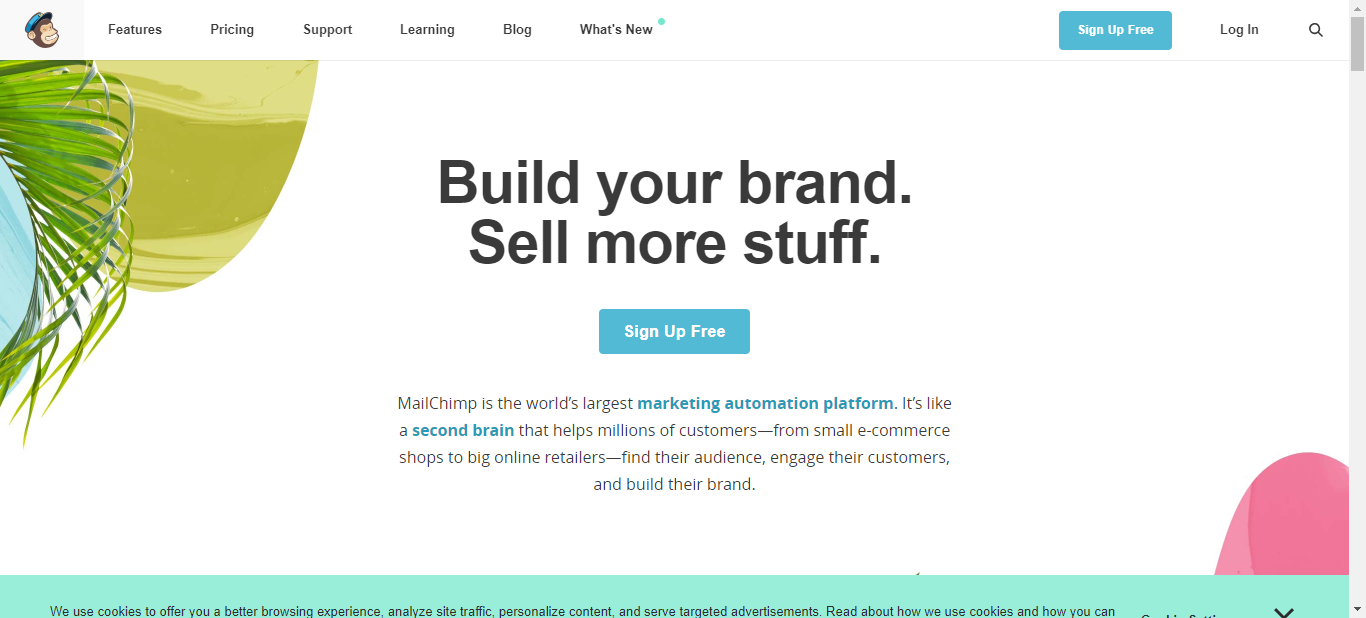 Features Pricing Support Learning Blog What's New Sign Up Free Log In
Build your brand.
Sell more stuff.
Sign Up Free
MailChimp is the world’s largest marketing automation platform. It’s like
a second brain that helps millions of customers—from small e-commerce
shops to big online retailers—find their audience, engage their customers,
and build their brand.
We use cookies to offer you a better browsing experience, analyze site traffic, personalize content, and serve targeted advertisements. Read about how we use cookies and how you can